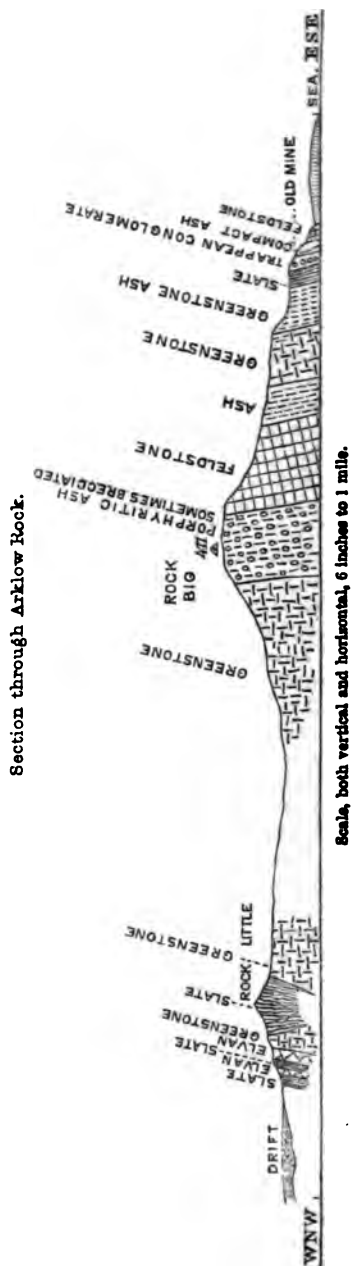 Section through Arklow Rock.
WNW
DRIFT
SLATE
ELVAN
SLATE
ELVAN
GREENSTONE
SLATE
LITTLE
ROCK
GREENSTONE
GREENSTONE
BIG
ROCK
PORPHYRITIC ASH
SOMETIMES BRECCIATED
FELDSTONE
ASH
GREENSTONE
GREENSTONE ASH
SLATE
TRAPPEAN CONGLOMERATE
COMPACT ASH
FELDSTONE
OLD MINE
SEA.
ESE
Scale, both vertical and horizontal, 6 inches to 1 mile.